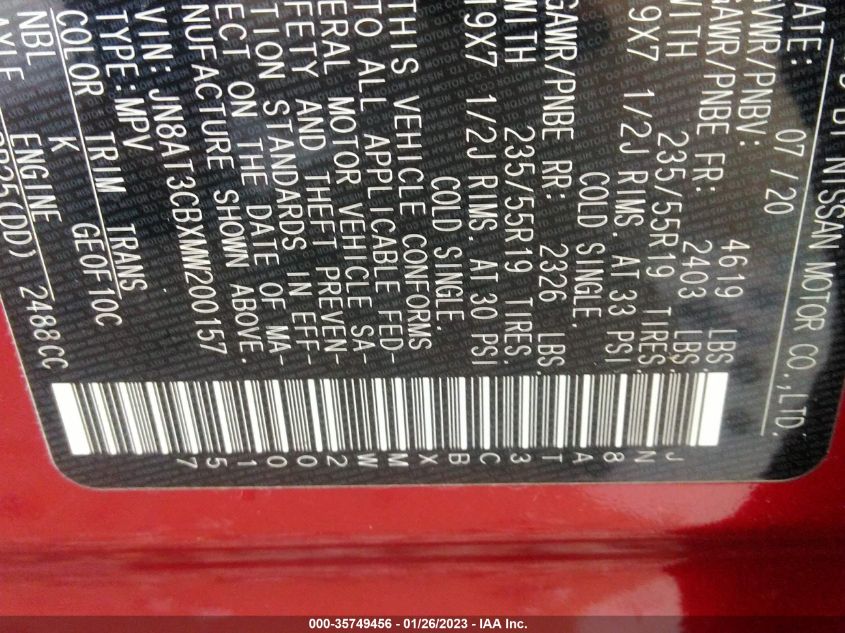 D BY NISSAN MOTOR CO.,LTD.
DATE: 07/20
GVWR/PNBV: 4619 LBS
GAWR/PNBE FR: 2403 LBS.
WITH 235/55R19 TIRES,
19X7 1/2J RIMS, AT 33 PSI
COLD SINGLE.
GAWR/PNBE RR: 2326 LBS.
WITH 235/55R19 TIRES,
19X7 1/2J RIMS, AT 30 PSI
COLD SINGLE.
THIS VEHICLE CONFORMS
TO ALL APPLICABLE FED-
ERAL MOTOR VEHICLE SA-
FETY AND THEFT PREVEN-
TION STANDARDS IN EFF-
ECT ON THE DATE OF MA-
NUFACTURE SHOWN ABOVE.
VIN: JN8AT3CBXMW200157
TYPE: MPV
COLOR TRIM TRANS
NBL K GE0F10C
AXLE ENGINE
PR25(DD) 2488CC
JN8AT3CBXMW200157
000-35749456 - 01/26/2023 - IAA Inc.